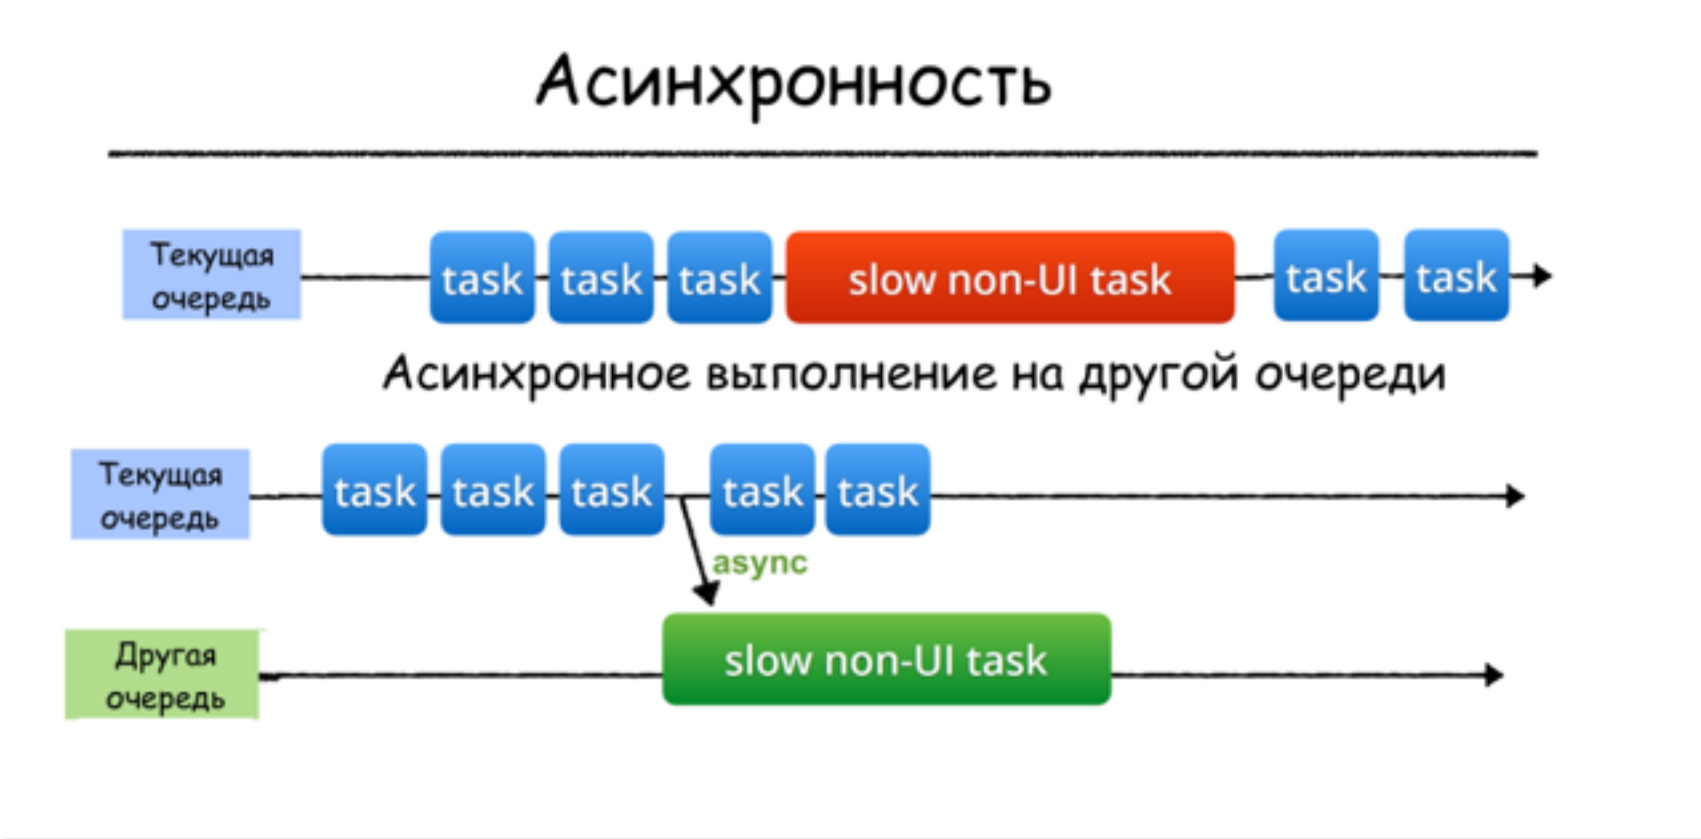 Асинхронность
Текущая
очередь
task task task slow non-UI task task task
Асинхронное выполнение на другой очереди
Текущая
очередь
task task task task task
async
Другая
очередь
slow non-UI task